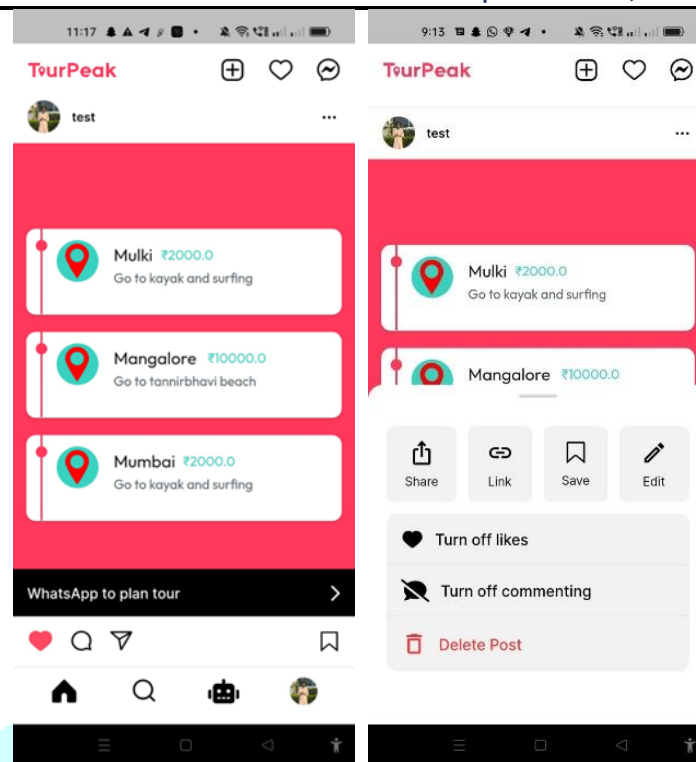 11:17
TourPeak
test
Mulki ₹2000.0
Go to kayak and surfing
Mangalore ₹10000.0
Go to tannirbhavi beach
Mumbai ₹2000.0
Go to kayak and surfing
WhatsApp to plan tour
9:13
TourPeak
test
Mulki ₹2000.0
Go to kayak and surfing
Mangalore ₹10000.0
Share Link Save Edit
Turn off likes
Turn off commenting
Delete Post